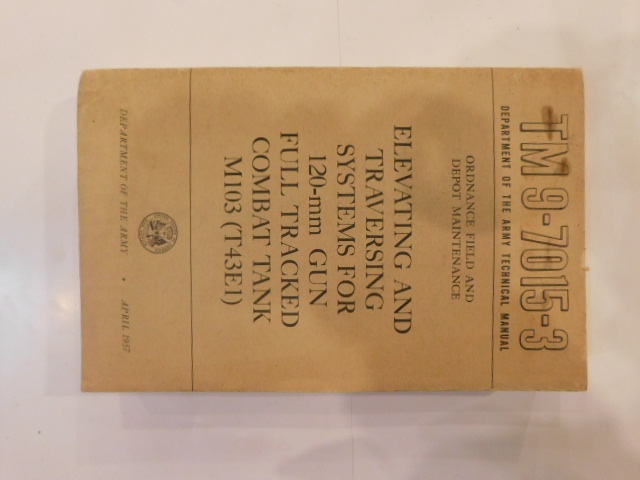 TM 9-7015-3
DEPARTMENT OF THE ARMY TECHNICAL MANUAL
ORDNANCE FIELD AND
DEPOT MAINTENANCE
ELEVATING AND
TRAVERSING
SYSTEMS FOR
120-mm GUN
FULL TRACKED
COMBAT TANK
M103 (T43E1)
DEPARTMENT OF THE ARMY • APRIL 1957